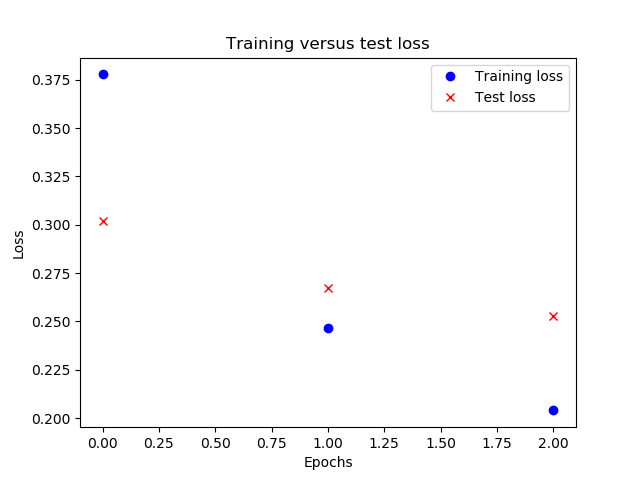 Training versus test loss
Training loss
Test loss
0.375
0.350
0.325
0.300
0.275
0.250
0.225
0.200
Loss
0.00 0.25 0.50 0.75 1.00 1.25 1.50 1.75 2.00
Epochs